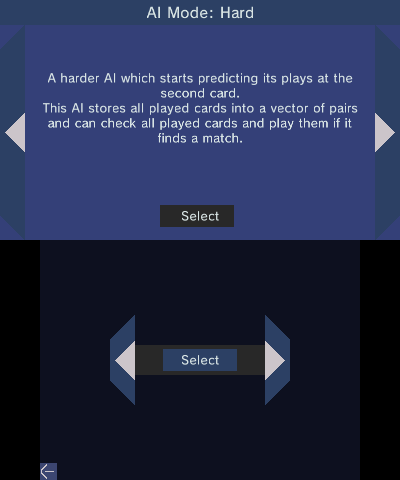 AI Mode: Hard
A harder AI which starts predicting its plays at the
second card.
This AI stores all played cards into a vector of pairs
and can check all played cards and play them if it
finds a match.
Select
Select